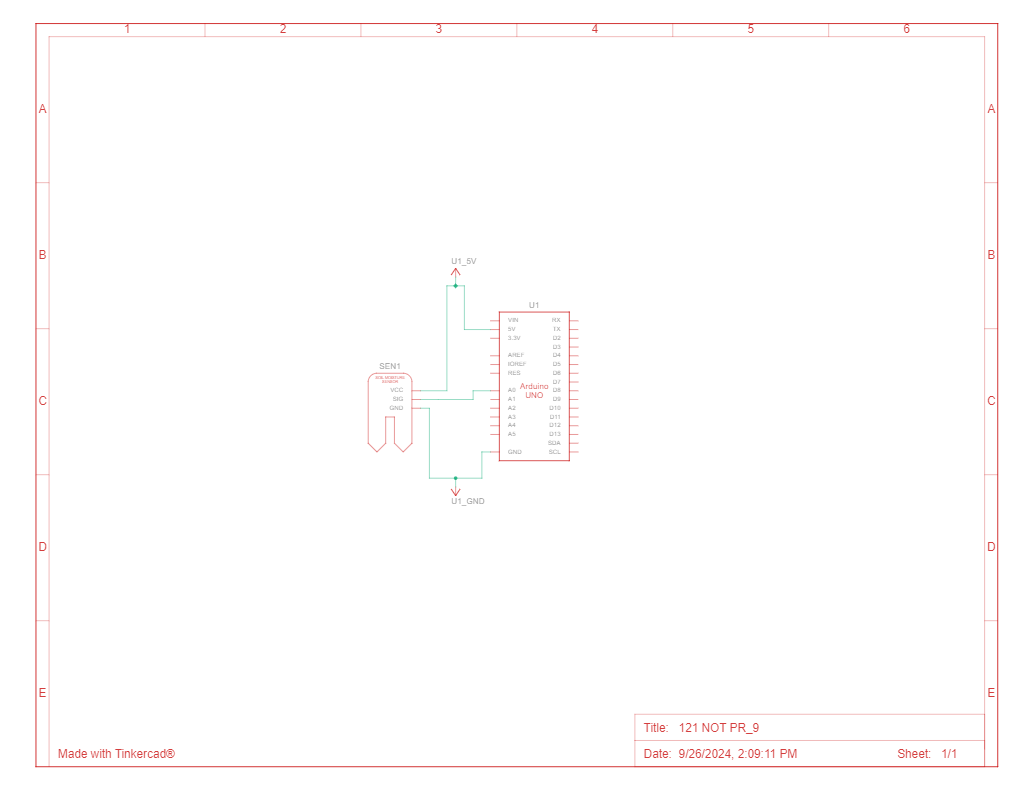 1 2 3 4 5 6
A A
B B
U1_5V
U1
VIN RX
5V TX
3.3V D2
D3
AREF D4
IOREF D5
RES D6
D7
SEN1
SOIL MOISTURE
SENSOR
VCC
SIG
GND
A0 D8
A1 D9
A2 D10
A3 D11
A4 D12
A5 D13
SDA
GND SCL
Arduino
UNO
C C
U1_GND
D D
E E
Title: 121 NOT PR_9
Made with Tinkercad®
Date: 9/26/2024, 2:09:11 PM Sheet: 1/1